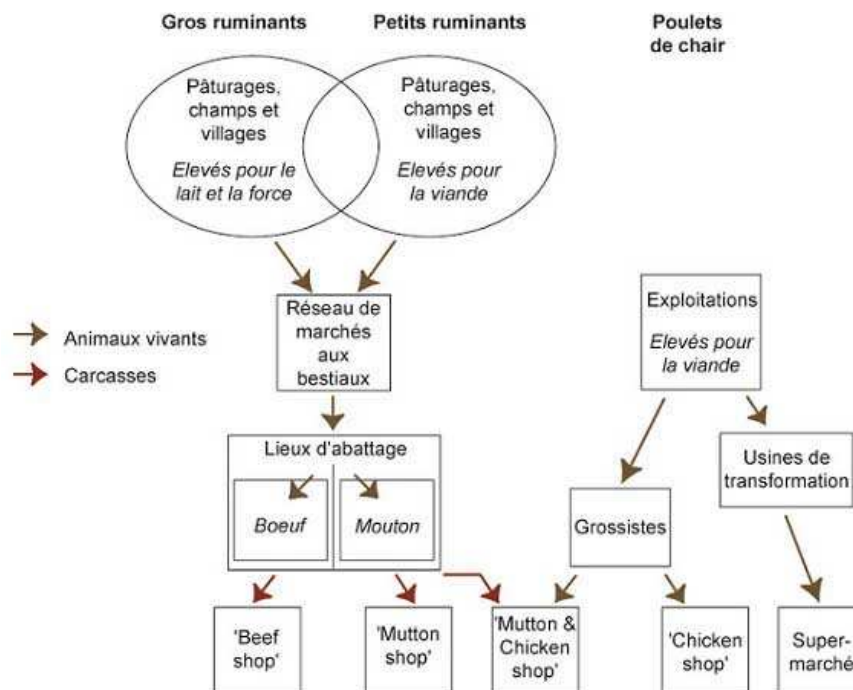 Gros ruminants
Petits ruminants
Poulets
de chair
Pâturages,
champs et
villages
Elevés pour le
lait et la force
Pâturages,
champs et
villages
Elevés pour
la viande
Réseau de
marchés
aux
bestiaux
Exploitations
Elevés pour
la viande
Animaux vivants
Carcasses
Lieux d'abattage
Boeuf
Mouton
Grossistes
Usines de
transformation
'Beef
shop'
'Mutton
shop'
'Mutton &
Chicken
shop'
'Chicken
shop'
Super-
marché